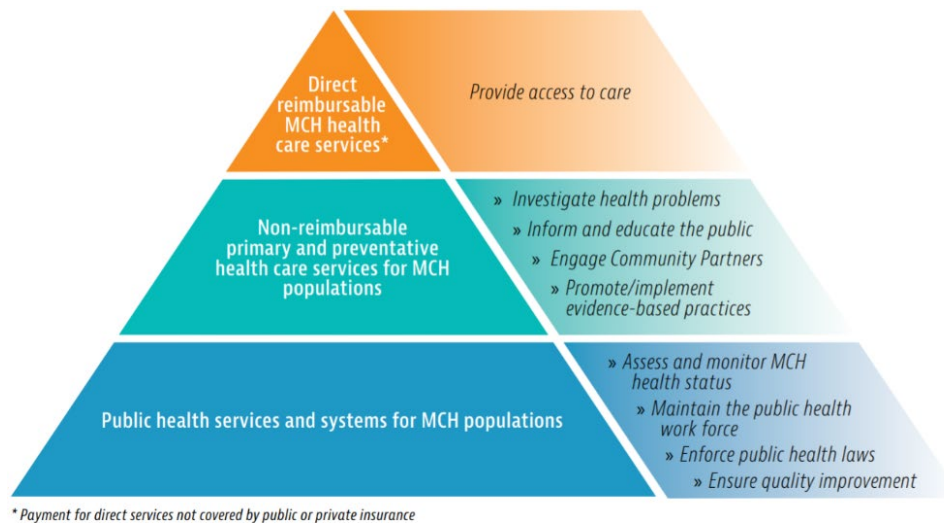 Direct
reimbursable
MCH health
care services*
Provide access to care
Non-reimbursable
primary and preventative
health care services for MCH
populations
» Investigate health problems
» Inform and educate the public
» Engage Community Partners
» Promote/implement
evidence-based practices
Public health services and systems for MCH populations
» Assess and monitor MCH
health status
» Maintain the public health
work force
» Enforce public health laws
» Ensure quality improvement
* Payment for direct services not covered by public or private insurance